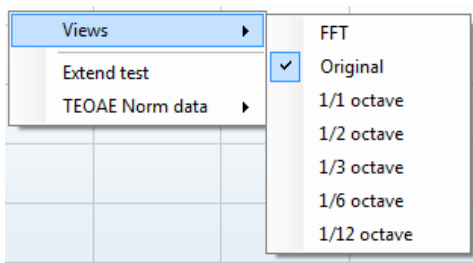 Views
Extend test
TEOAE Norm data
FFT
Original
1/1 octave
1/2 octave
1/3 octave
1/6 octave
1/12 octave